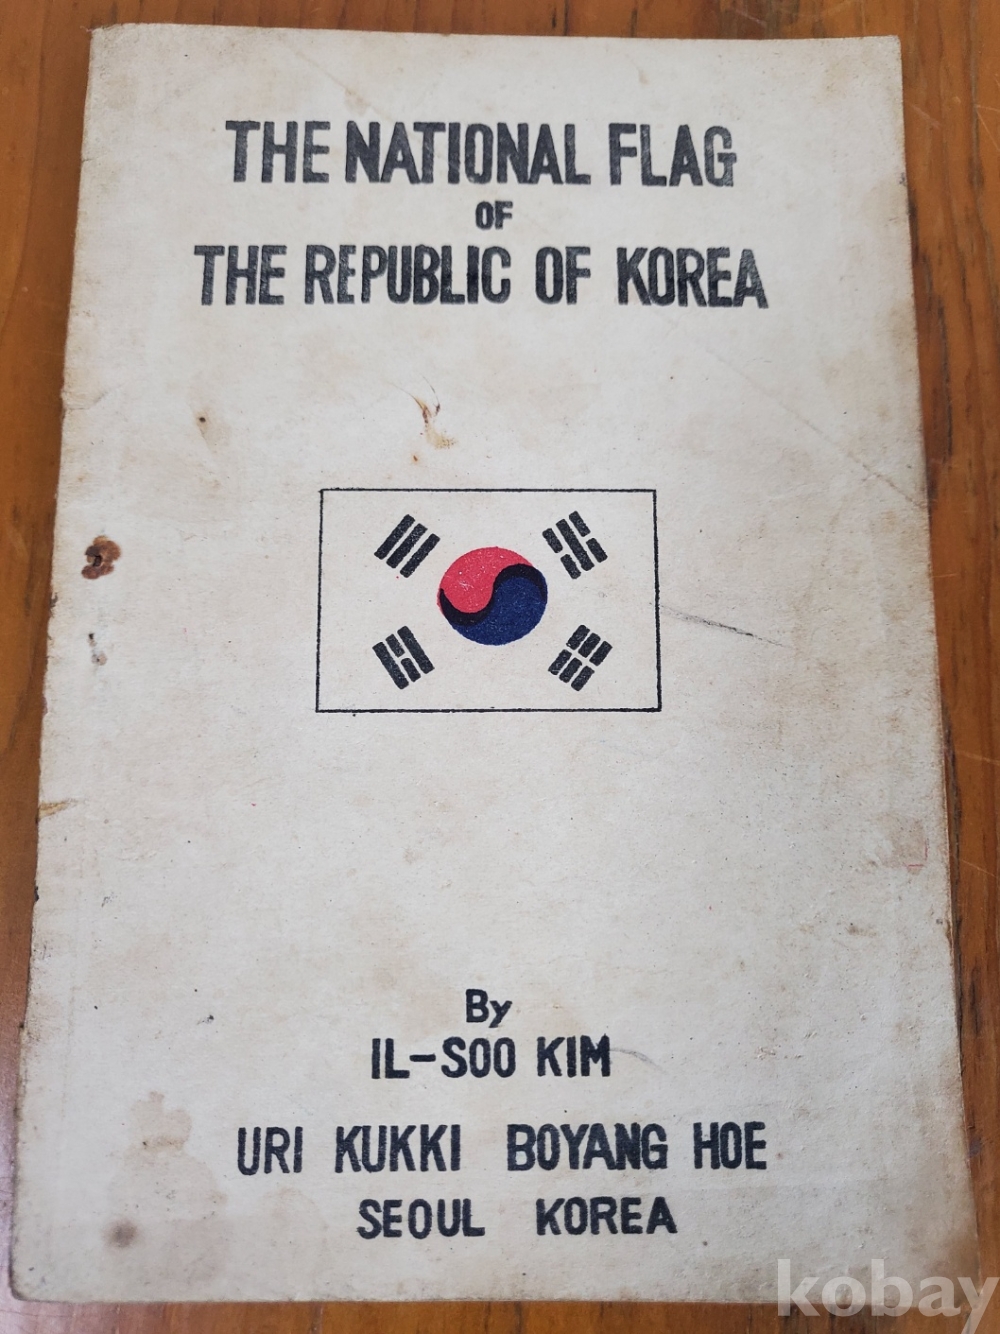 THE NATIONAL FLAG
OF
THE REPUBLIC OF KOREA
By
IL-SOO KIM
URI KUKKI BOYANG HOE
SEOUL KOREA
kobay